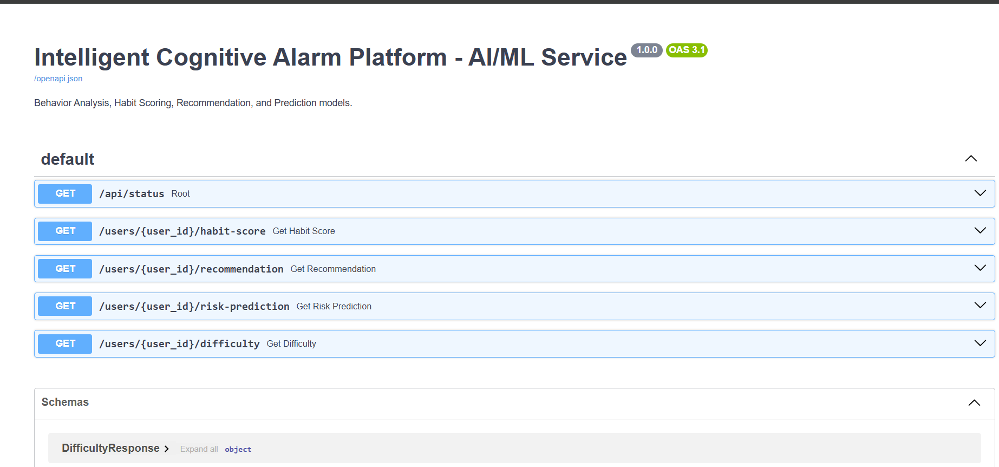 Intelligent Cognitive Alarm Platform - AI/ML Service 1.0.0 OAS 3.1
/openapi.json
Behavior Analysis, Habit Scoring, Recommendation, and Prediction models.
default
GET /api/status Root
GET /users/{user_id}/habit-score Get Habit Score
GET /users/{user_id}/recommendation Get Recommendation
GET /users/{user_id}/risk-prediction Get Risk Prediction
GET /users/{user_id}/difficulty Get Difficulty
Schemas
DifficultyResponse Expand all object